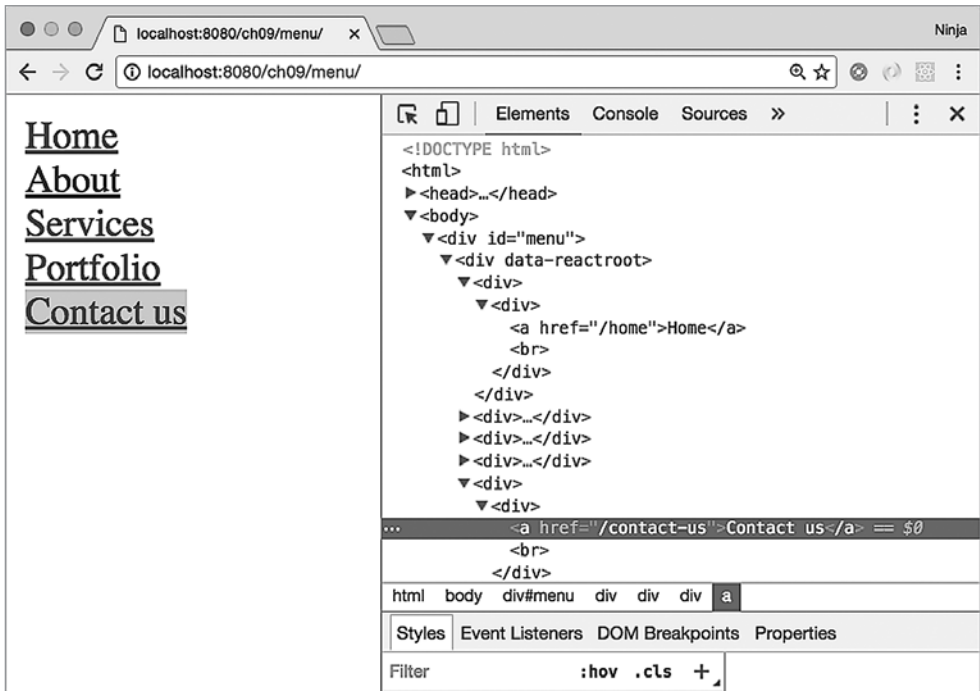 localhost:8080/ch09/menu/ ×
Ninja
localhost:8080/ch09/menu/
Home
About
Services
Portfolio
Contact us
Elements Console Sources »
<!DOCTYPE html>
<html>
▶<head>…</head>
▼<body>
▼<div id="menu">
▼<div data-reactroot>
▼<div>
▼<div>
<a href="/home">Home</a>
<br>
</div>
</div>
▶<div>…</div>
▶<div>…</div>
▶<div>…</div>
▼<div>
▼<div>
… <a href="/contact-us">Contact us</a> == $0
<br>
</div>
html body div#menu div div div a
Styles Event Listeners DOM Breakpoints Properties
Filter :hov .cls +